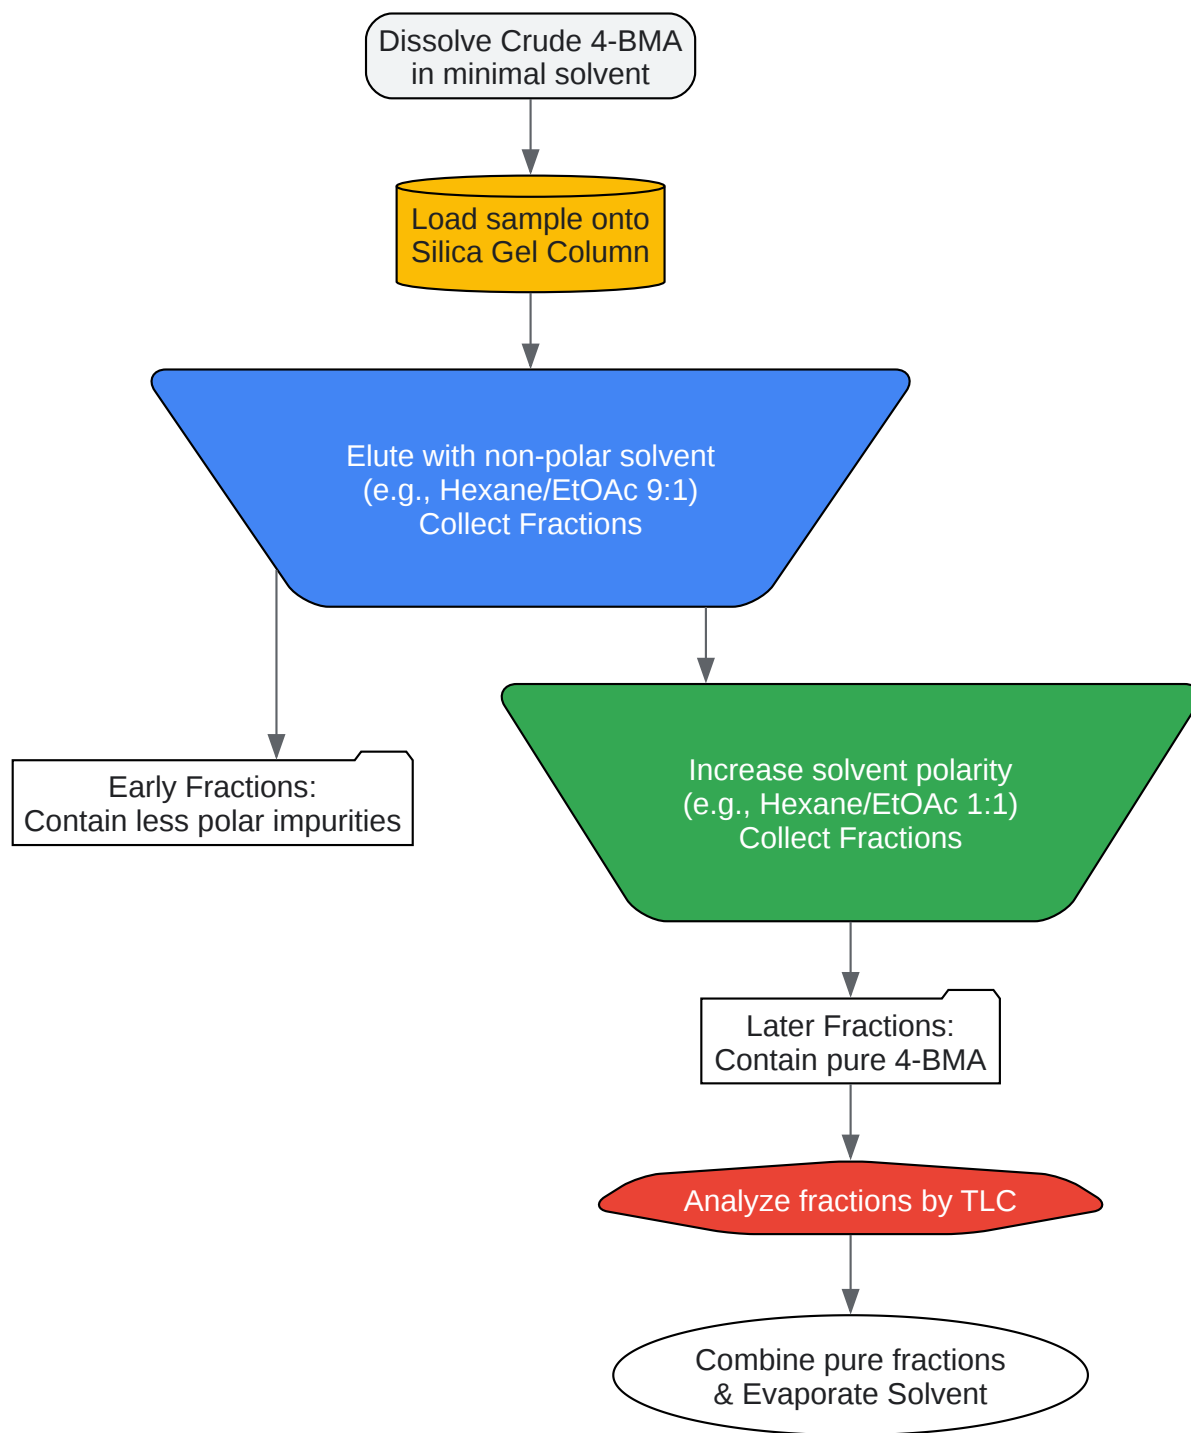 Dissolve Crude 4-BMA
in minimal solvent
Load sample onto
Silica Gel Column
Elute with non-polar solvent
(e.g., Hexane/EtOAc 9:1)
Collect Fractions
Early Fractions:
Contain less polar impurities
Increase solvent polarity
(e.g., Hexane/EtOAc 1:1)
Collect Fractions
Later Fractions:
Contain pure 4-BMA
Analyze fractions by TLC
Combine pure fractions
& Evaporate Solvent